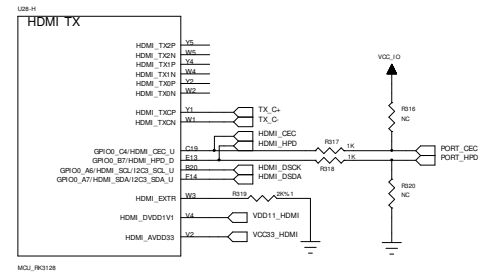 U28-H
HDMI_TX
HDMI_TX2P Y5
HDMI_TX2N W5
HDMI_TX1P Y4
HDMI_TX1N W4
HDMI_TX0P Y2
HDMI_TX0N W2
HDMI_TXCP Y1 TX_C+
HDMI_TXCN W1 TX_C-
HDMI_CEC
HDMI_HPD
GPIO0_C4/HDMI_CEC_U C19 R317 1K PORT_CEC
GPIO0_B7/HDMI_HPD_D E13 R318 1K PORT_HPD
GPIO0_A6/HDMI_SCL/I2C3_SCL_U B20 HDMI_DSCK
GPIO0_A7/HDMI_SDA/I2C3_SDA_U F14 HDMI_DSDA
HDMI_EXTR W3 R319 2K%1
HDMI_DVDD1V1 V4 VDD11_HDMI
HDMI_AVDD33 V2 VCC33_HDMI
VCC_IO
R316
NC
R320
NC
MCU_RK3128